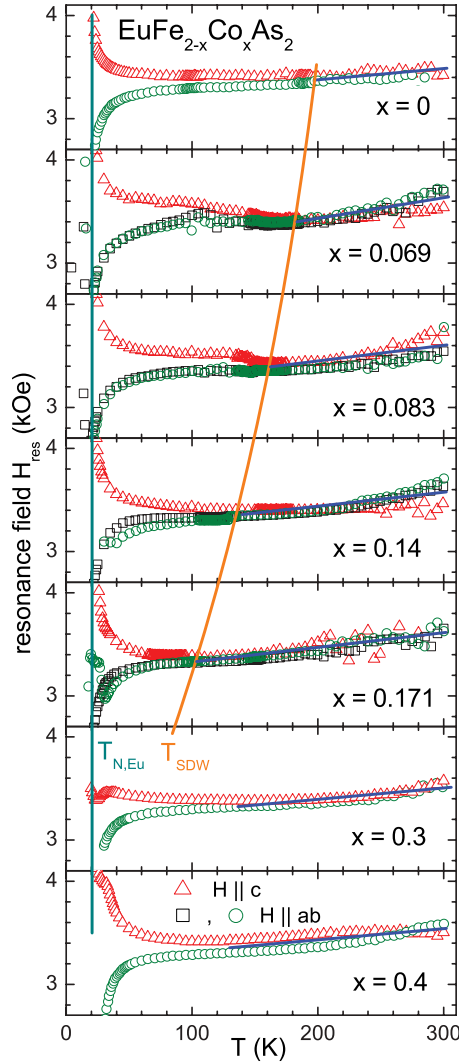 EuFe2-xCoxAs2
4
3
x = 0
4
3
x = 0.069
4
3
x = 0.083
4
3
x = 0.14
4
3
x = 0.171
TN,Eu TSDW
4
3
x = 0.3
4
3
H || c
, H || ab
x = 0.4
0 100 200 300
T (K)
resonance field Hres (kOe)